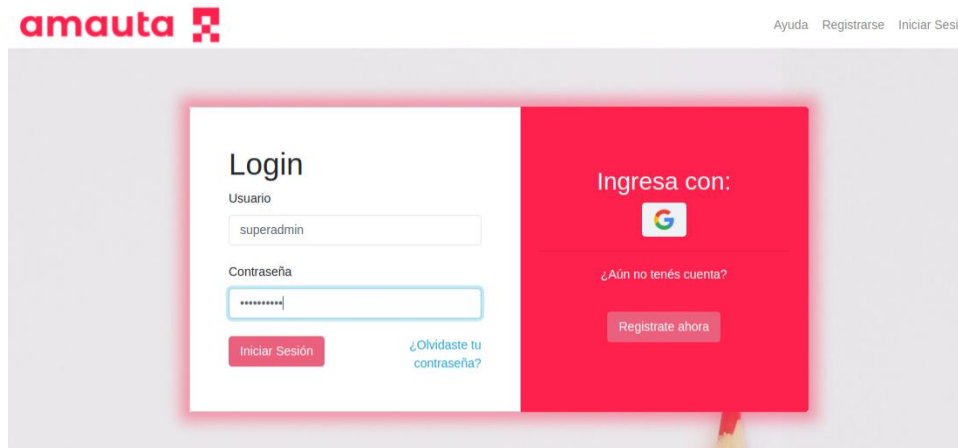 amauta
Ayuda Registrarse Iniciar Sesi
Login
Usuario
superadmin
Contraseña
••••••••••
Iniciar Sesión
¿Olvidaste tu
contraseña?
Ingresa con:
G
¿Aún no tenés cuenta?
Registrate ahora